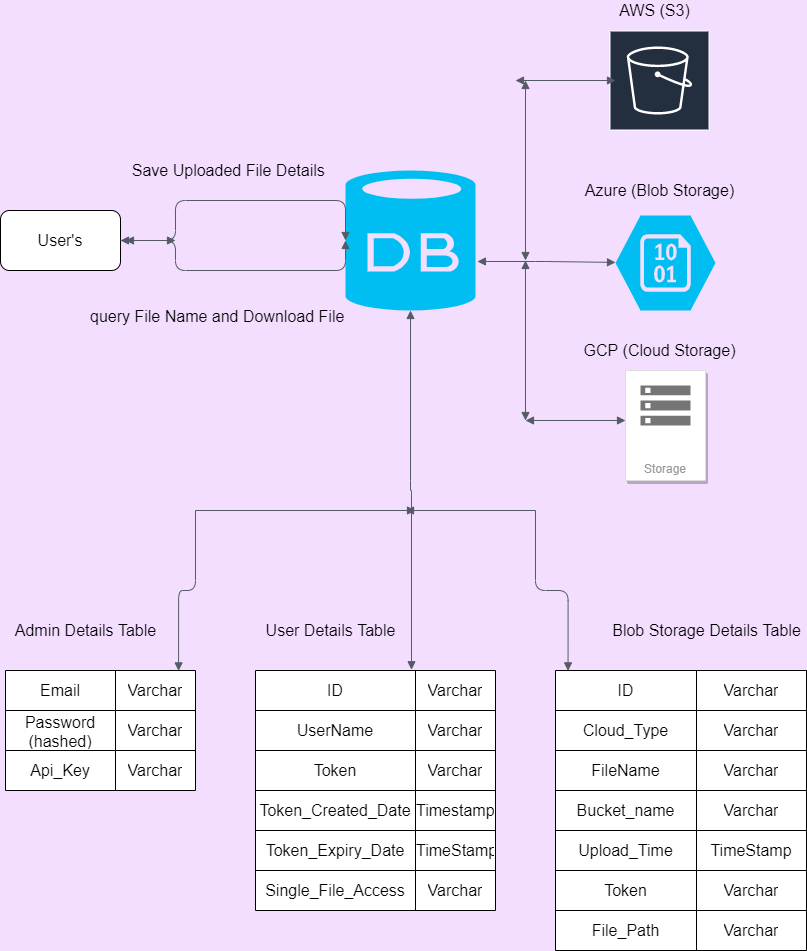 AWS (S3)
Save Uploaded File Details
Azure (Blob Storage)
User's
DB
10
01
query File Name and Download File
GCP (Cloud Storage)
Storage
Admin Details Table
User Details Table
Blob Storage Details Table
Email Varchar
Password
(hashed) Varchar
Api_Key Varchar
ID Varchar
UserName Varchar
Token Varchar
Token_Created_Date Timestamp
Token_Expiry_Date TimeStamp
Single_File_Access Varchar
ID Varchar
Cloud_Type Varchar
FileName Varchar
Bucket_name Varchar
Upload_Time TimeStamp
Token Varchar
File_Path Varchar